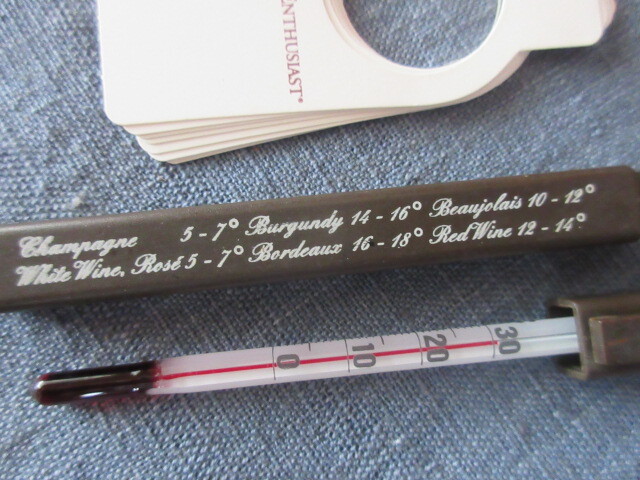 ENTHUSIAST®
Champagne 5 - 7° Burgundy 14 - 16° Beaujolais 10 - 12°
White Wine, Rosé 5 - 7° Bordeaux 16 - 18° Red Wine 12 - 14°
0 10 20 30